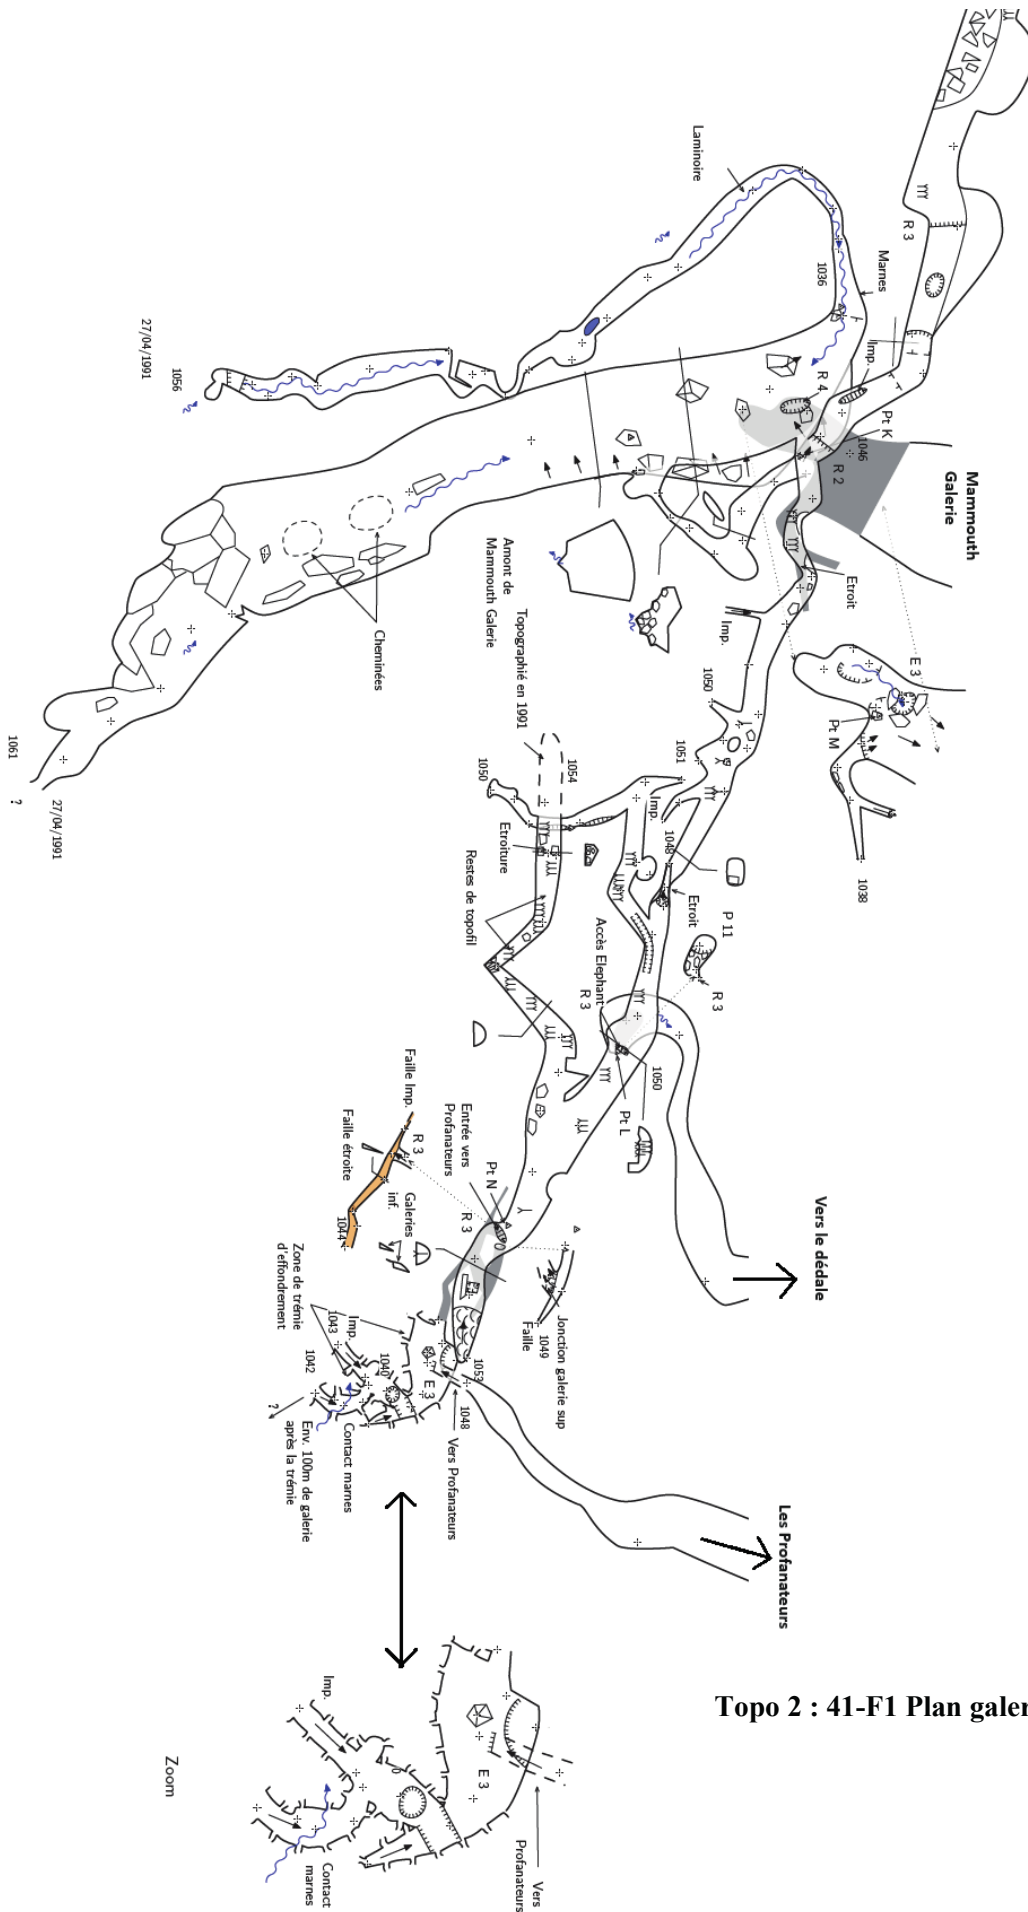 Laminoire
R 3
Marnes
1036
Imp.
R 4
Pt K
1046
R 2
Mammouth
Galerie
27/04/1991
1056
Etroit
E 3
Pt M
1038
Imp.
1050
Amont de
Mammouth Galerie
Topographié en 1991
Cheminées
1061
?
27/04/1991
1051
1054
1050
Imp.
1048
Etroiture
Restes de topofil
Etroit
P 11
R 3
Accès Elephant
R 3
1050
Pt L
Faille Imp.
R 3
Faille étroite
1044
Entrée vers
Profanateurs
Pt N
R 3
Galeries
inf.
Vers le dédale
Zone de trémie
d'effondrement
Imp.
1043
1042
1040
E 3
1053
1048
Jonction galerie sup
1049
Faille
?
Env. 100m de galerie
après la trémie
Contact marnes
Vers Profanateurs
Les Profanateurs
Topo 2 : 41-F1 Plan galer
Imp.
E 3
Zoom
Contact
marnes
Vers
Profanateurs